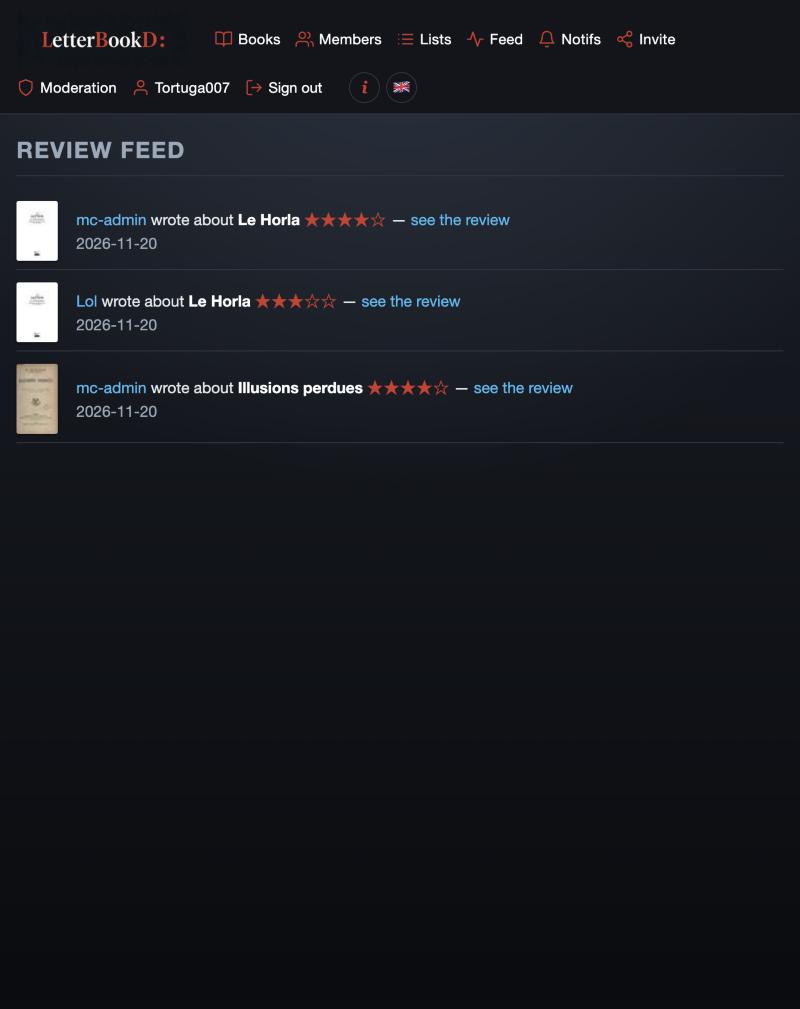 LetterBookD:
Books Members Lists Feed Notifs Invite
Moderation Tortuga007 Sign out i
REVIEW FEED
mc-admin wrote about Le Horla ★★★★☆ — see the review
2026-11-20
Lol wrote about Le Horla ★★★☆☆ — see the review
2026-11-20
mc-admin wrote about Illusions perdues ★★★★☆ — see the review
2026-11-20